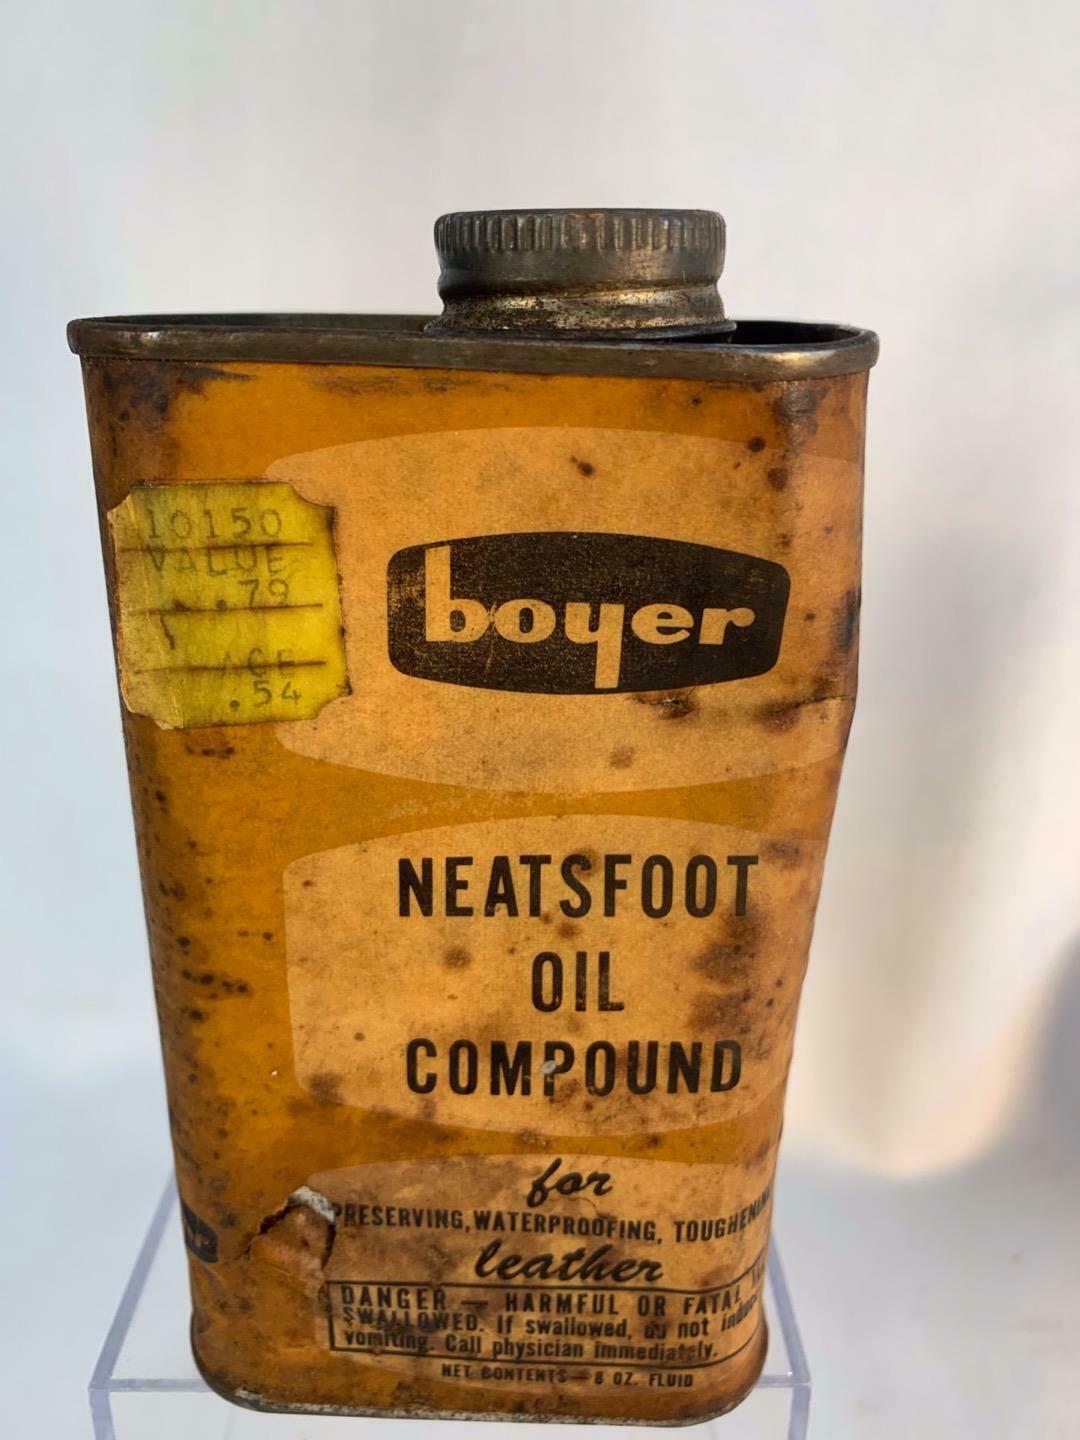 10150
VALUE
.79
.54
boyer
NEATSFOOT
OIL
COMPOUND
for
PRESERVING, WATERPROOFING, TOUGHENING
leather
DANGER — HARMFUL OR FATAL
SWALLOWED. If swallowed, do not induce
vomiting. Call physician immediately.
NET CONTENTS — 8 OZ. FLUID